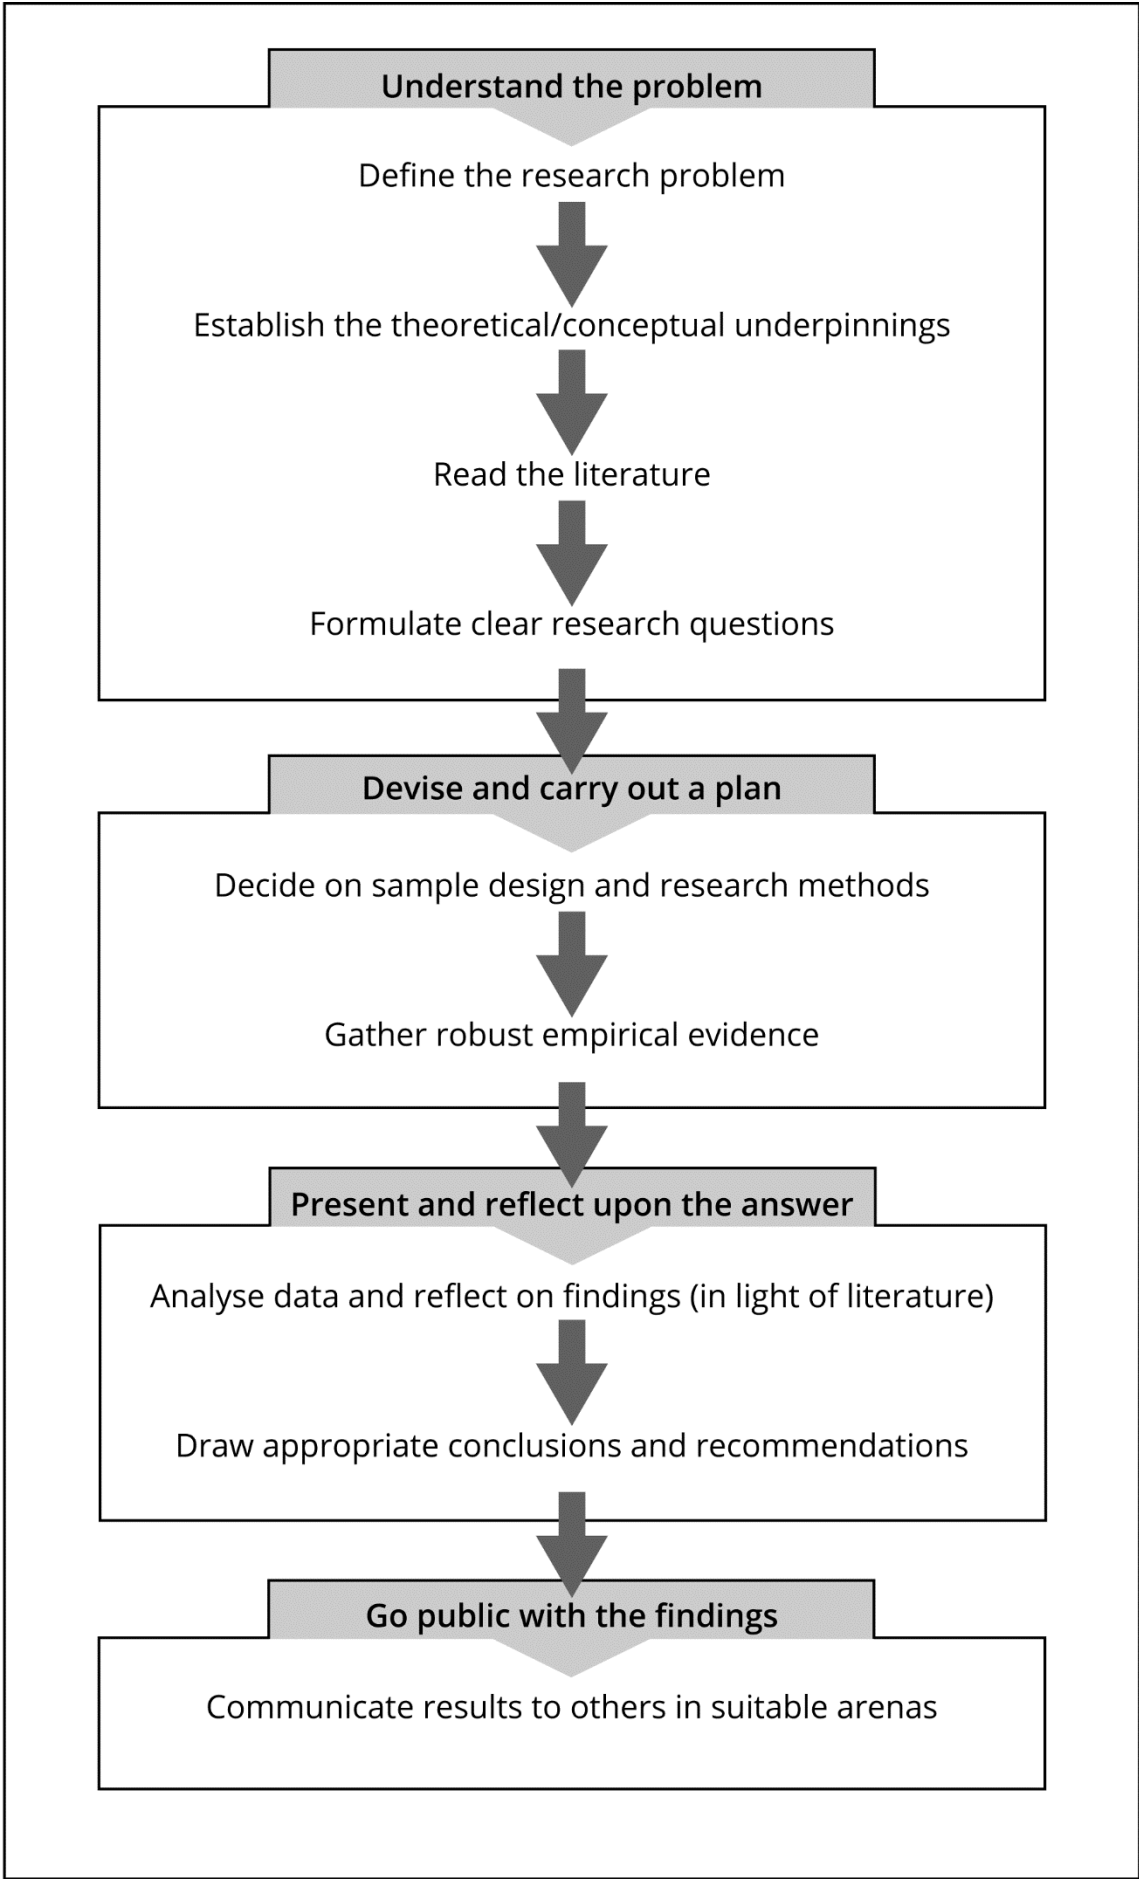 Understand the problem
Define the research problem
Establish the theoretical/conceptual underpinnings
Read the literature
Formulate clear research questions
Devise and carry out a plan
Decide on sample design and research methods
Gather robust empirical evidence
Present and reflect upon the answer
Analyse data and reflect on findings (in light of literature)
Draw appropriate conclusions and recommendations
Go public with the findings
Communicate results to others in suitable arenas